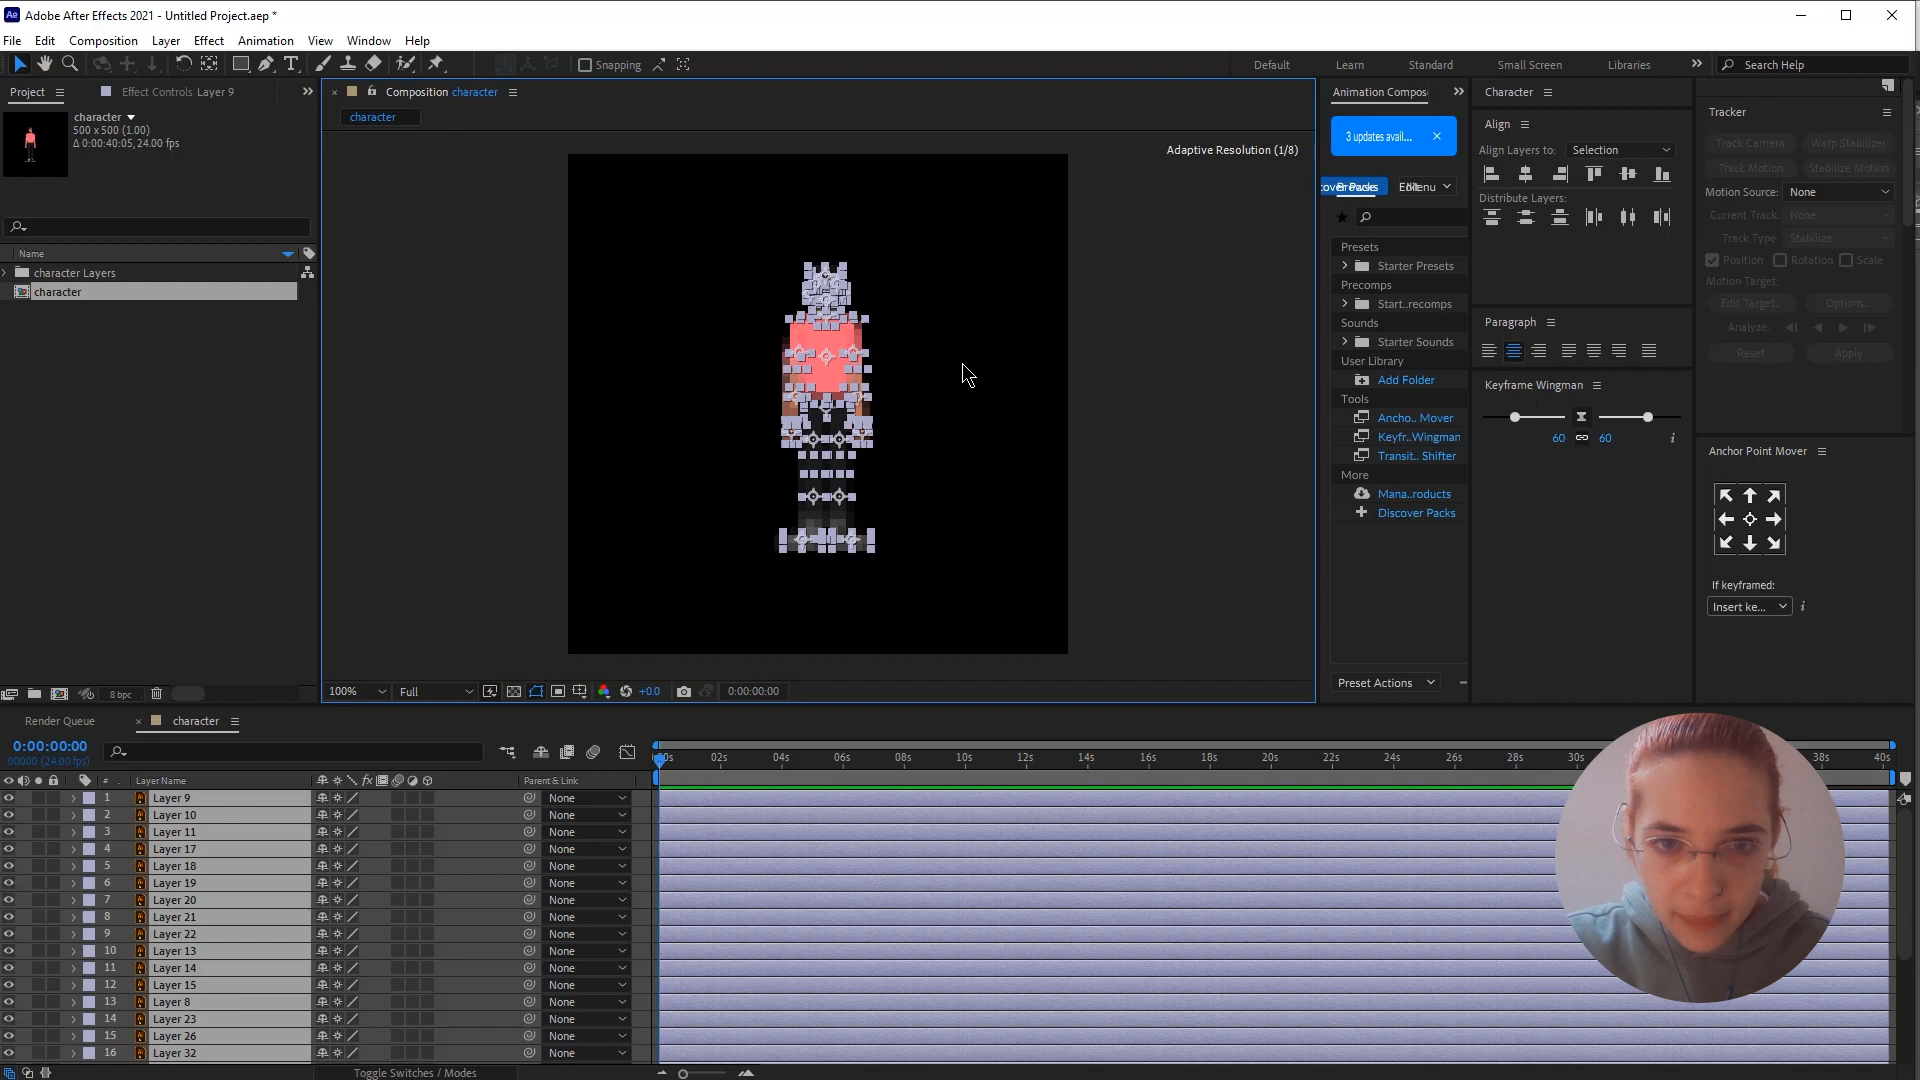 Adobe After Effects 2021 - Untitled Project.aep *
File Edit Composition Layer Effect Animation View Window Help
Snapping Default Learn Standard Small Screen Libraries Search Help
Project Effect Controls Layer 9
character
500 x 500 (1.00)
Δ 0:00:40:05, 24.00 fps
Name
character Layers
character
8 bpc
Composition character
character
Adaptive Resolution (1/8)
100% Full +0.0 0:00:00:00
Animation Compos
3 updates avail...
Menu
Presets
Starter Presets
Precomps
Start..recomps
Sounds
Starter Sounds
User Library
Add Folder
Tools
Ancho.. Mover
Keyfr..Wingman
Transit.. Shifter
More
Mana..roducts
Discover Packs
Preset Actions
Character
Align
Align Layers to: Selection
Distribute Layers:
Paragraph
Keyframe Wingman
60 60
Tracker
Track Camera Warp Stabilizer
Track Motion Stabilize Motion
Motion Source: None
Current Track: None
Track Type: Stabilize
Position Rotation Scale
Motion Target:
Edit Target... Options...
Analyze:
Reset Apply
Anchor Point Mover
If keyframed:
Insert ke...
Render Queue character
0:00:00:00
00000 (24.00 fps)
# Layer Name fx Parent & Link
02s 04s 06s 08s 10s 12s 14s 16s 18s 20s 22s 24s 26s 28s 30s 38s 40s
1 Layer 9 None
2 Layer 10 None
3 Layer 11 None
4 Layer 17 None
5 Layer 18 None
6 Layer 19 None
7 Layer 20 None
8 Layer 21 None
9 Layer 22 None
10 Layer 13 None
11 Layer 14 None
12 Layer 15 None
13 Layer 8 None
14 Layer 23 None
15 Layer 26 None
16 Layer 32 None
Toggle Switches / Modes